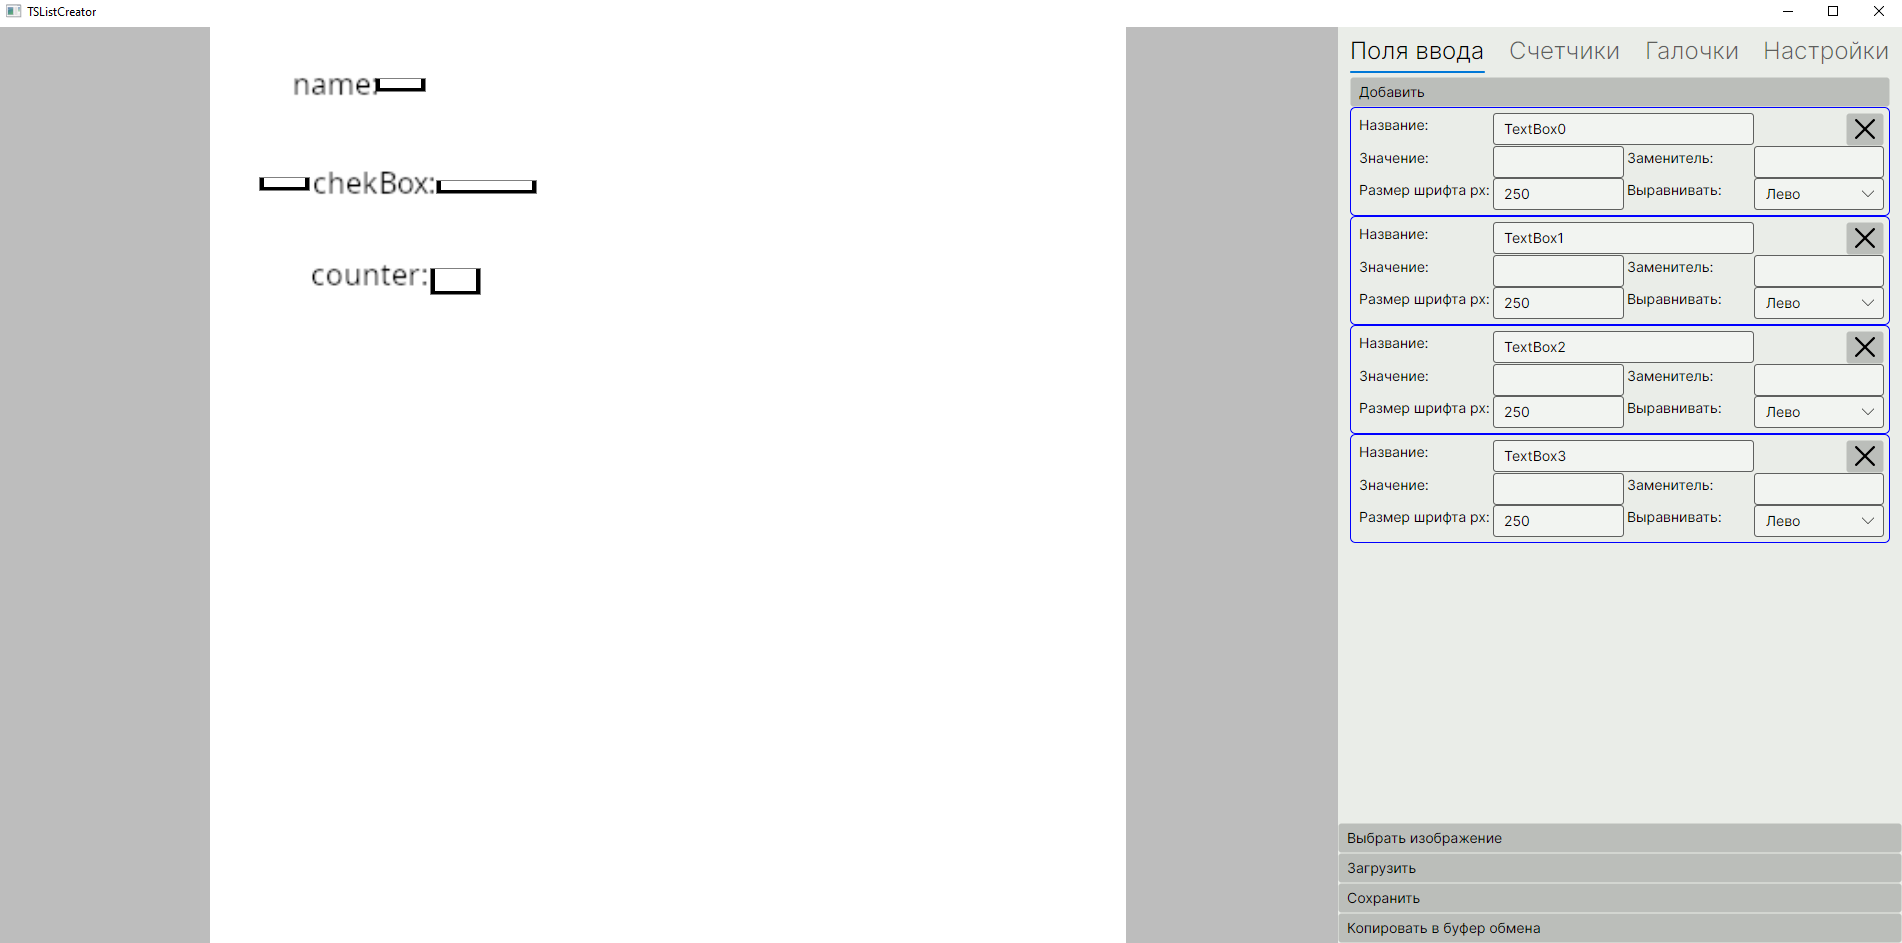 TSListCreator
name:
chekBox:
counter:
Поля ввода Счетчики Галочки Настройки
Добавить
Название: TextBox0
Значение: Заменитель:
Размер шрифта px: 250 Выравнивать: Лево
Название: TextBox1
Значение: Заменитель:
Размер шрифта px: 250 Выравнивать: Лево
Название: TextBox2
Значение: Заменитель:
Размер шрифта px: 250 Выравнивать: Лево
Название: TextBox3
Значение: Заменитель:
Размер шрифта px: 250 Выравнивать: Лево
Выбрать изображение
Загрузить
Сохранить
Копировать в буфер обмена